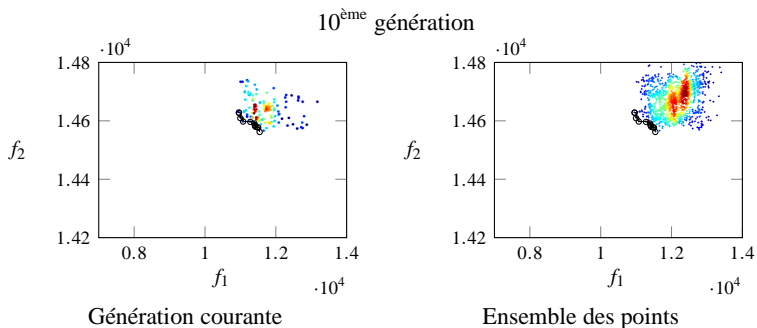 10ème génération
·10⁴
1.48
1.46
f₂
1.44
1.42
0.8 1 1.2 1.4
f₁ ·10⁴
Génération courante
·10⁴
1.48
1.46
f₂
1.44
1.42
0.8 1 1.2 1.4
f₁ ·10⁴
Ensemble des points